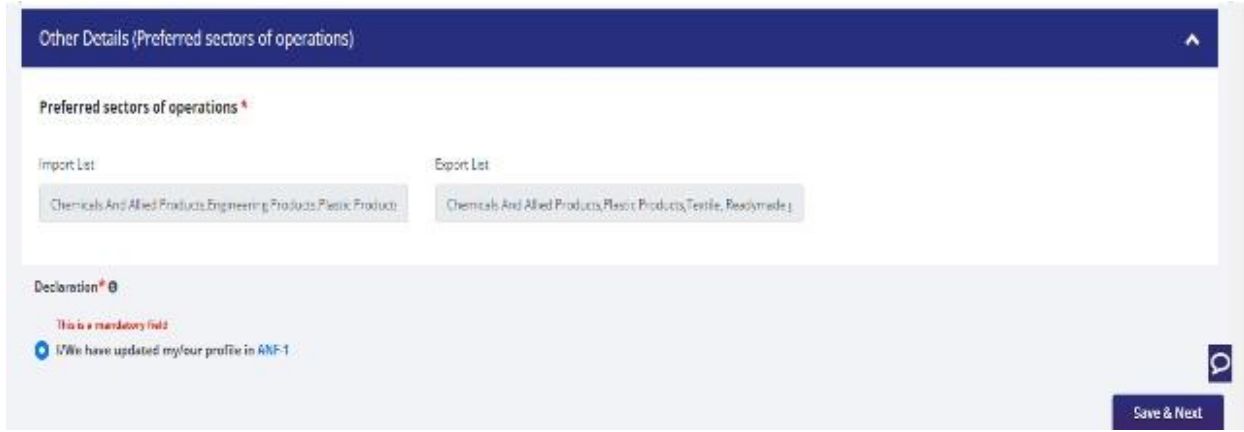 Other Details (Preferred sectors of operations)
Preferred sectors of operations *
Import List
Export List
Chemicals And Allied Products,Engineering Products,Plastic Products
Chemicals And Allied Products,Plastic Products,Textile, Readymade g
Declaration*
This is a mandatory field
I/We have updated my/our profile in ANF-1
Save & Next